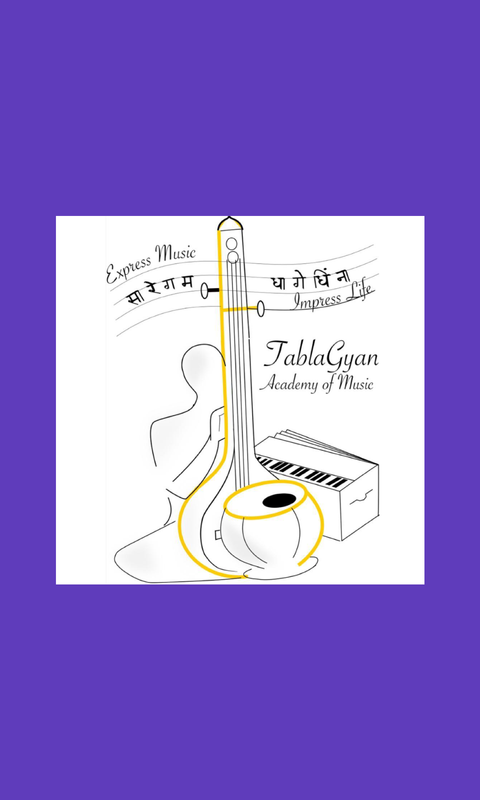 Express Music
सा रे ग म
धा गे धिं ना
Impress Life
TablaGyan
Academy of Music